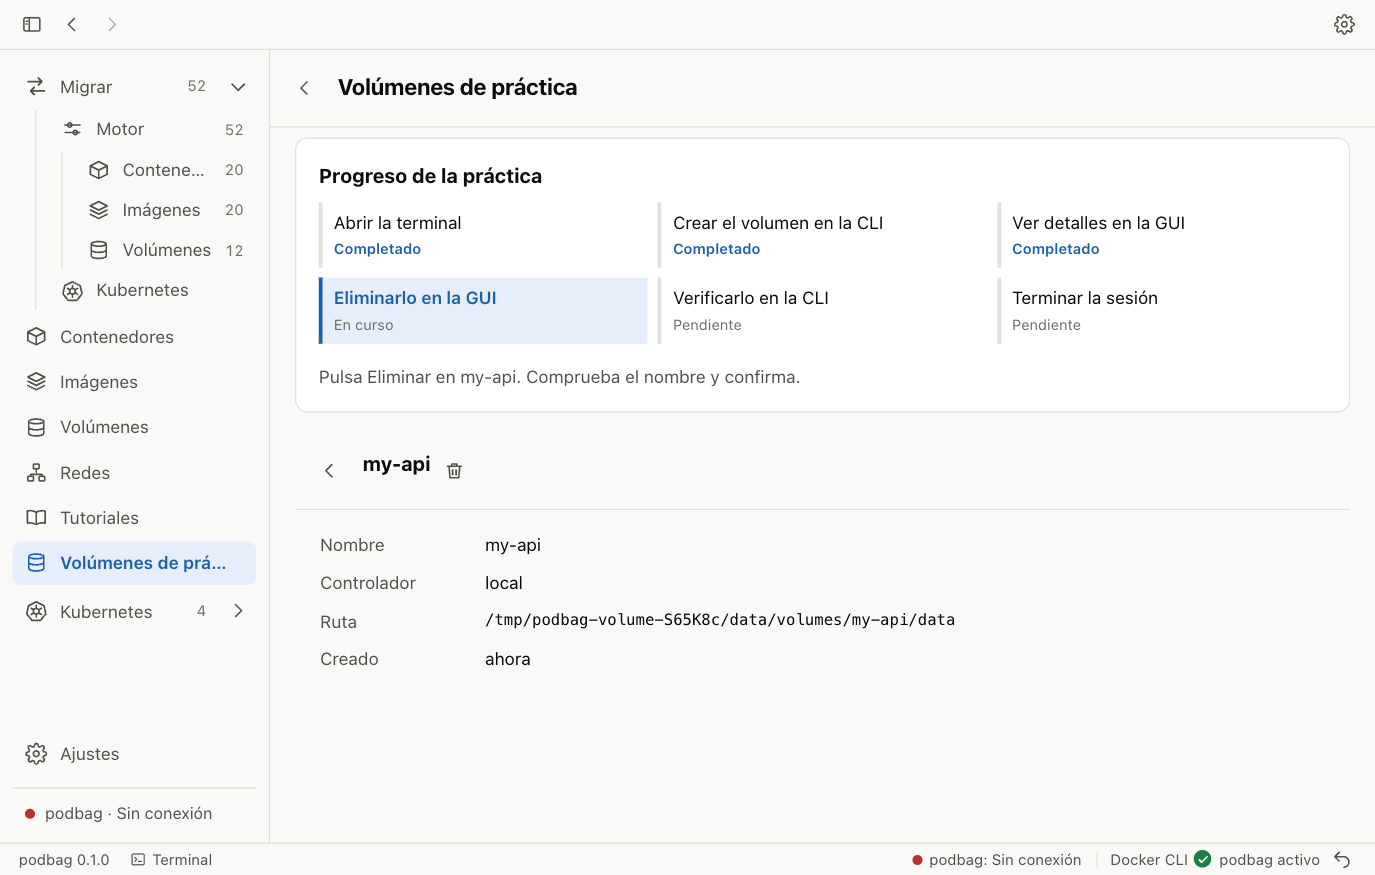 Migrar 52
Motor 52
Contene... 20
Imágenes 20
Volúmenes 12
Kubernetes
Contenedores
Imágenes
Volúmenes
Redes
Tutoriales
Volúmenes de prá...
Kubernetes 4
Ajustes
podbag · Sin conexión
Volúmenes de práctica
Progreso de la práctica
Abrir la terminal
Completado
Crear el volumen en la CLI
Completado
Ver detalles en la GUI
Completado
Eliminarlo en la GUI
En curso
Verificarlo en la CLI
Pendiente
Terminar la sesión
Pendiente
Pulsa Eliminar en my-api. Comprueba el nombre y confirma.
my-api
Nombre my-api
Controlador local
Ruta /tmp/podbag-volume-S65K8c/data/volumes/my-api/data
Creado ahora
podbag 0.1.0 Terminal podbag: Sin conexión Docker CLI podbag activo